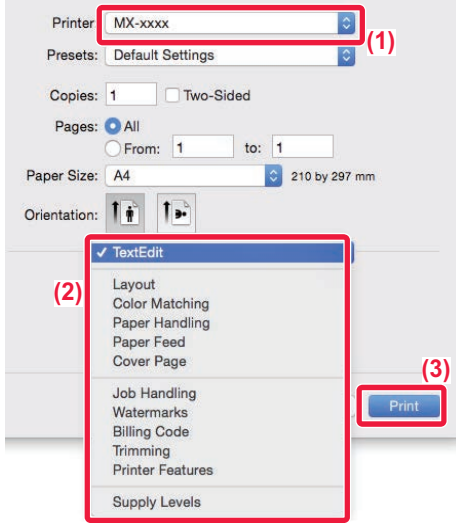 Printer: MX-xxxx
(1)
Presets: Default Settings
Copies: 1 Two-Sided
Pages: All
From: 1 to: 1
Paper Size: A4 210 by 297 mm
Orientation:
✓ TextEdit
(2)
Layout
Color Matching
Paper Handling
Paper Feed
Cover Page
(3)
Job Handling
Print
Watermarks
Billing Code
Trimming
Printer Features
Supply Levels